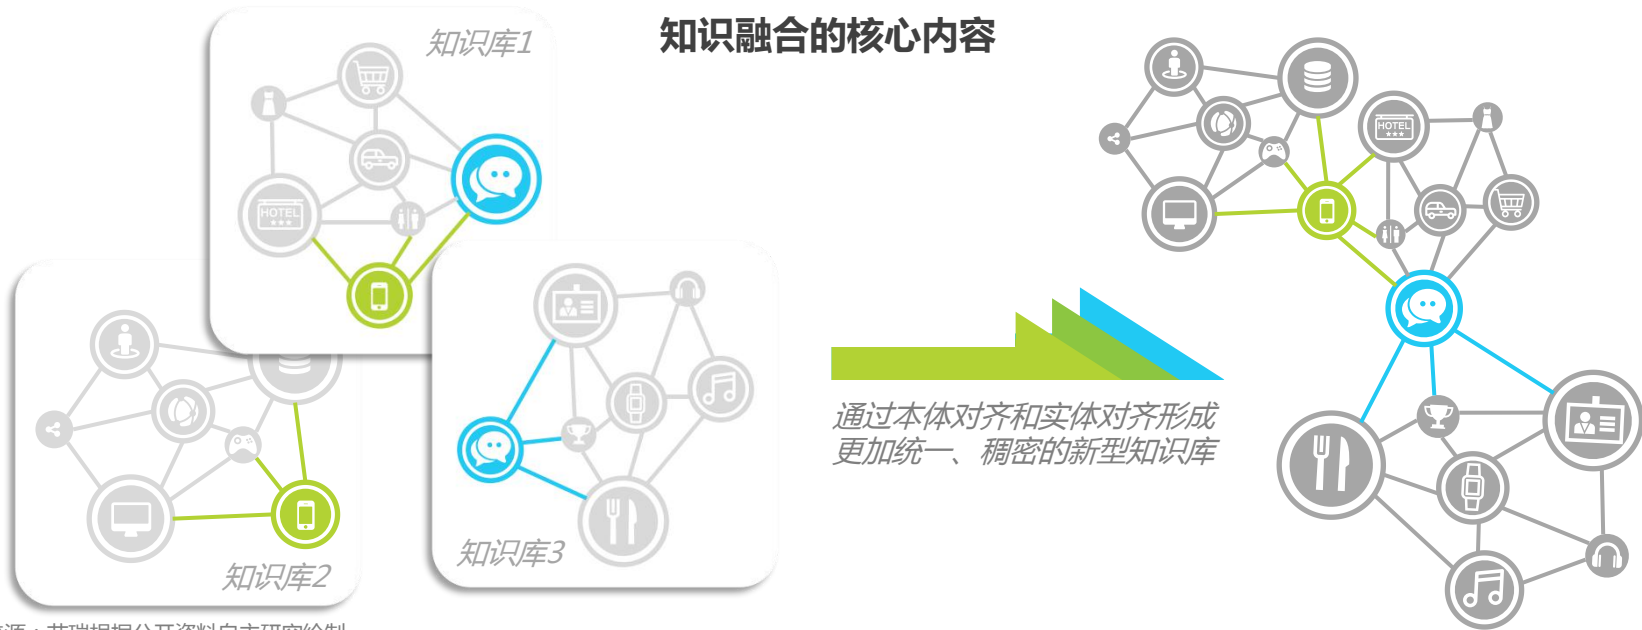 知识融合的核心内容
知识库1
HOTEL
知识库2
知识库3
通过本体对齐和实体对齐形成
更加统一、稠密的新型知识库
HOTEL